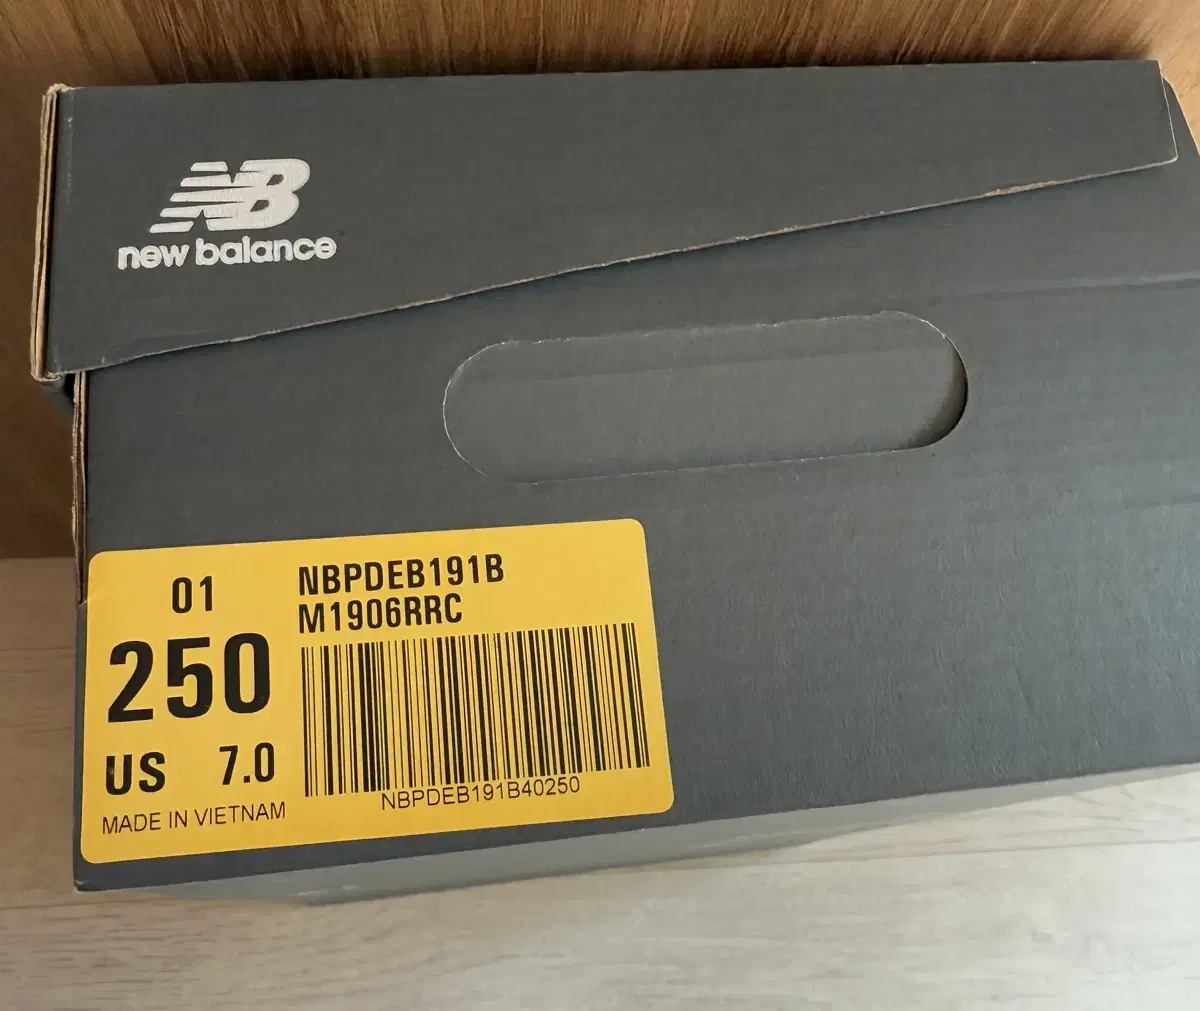 NB
new balance
01
250
US 7.0
MADE IN VIETNAM
NBPDEB191B
M1906RRC
NBPDEB191B40250